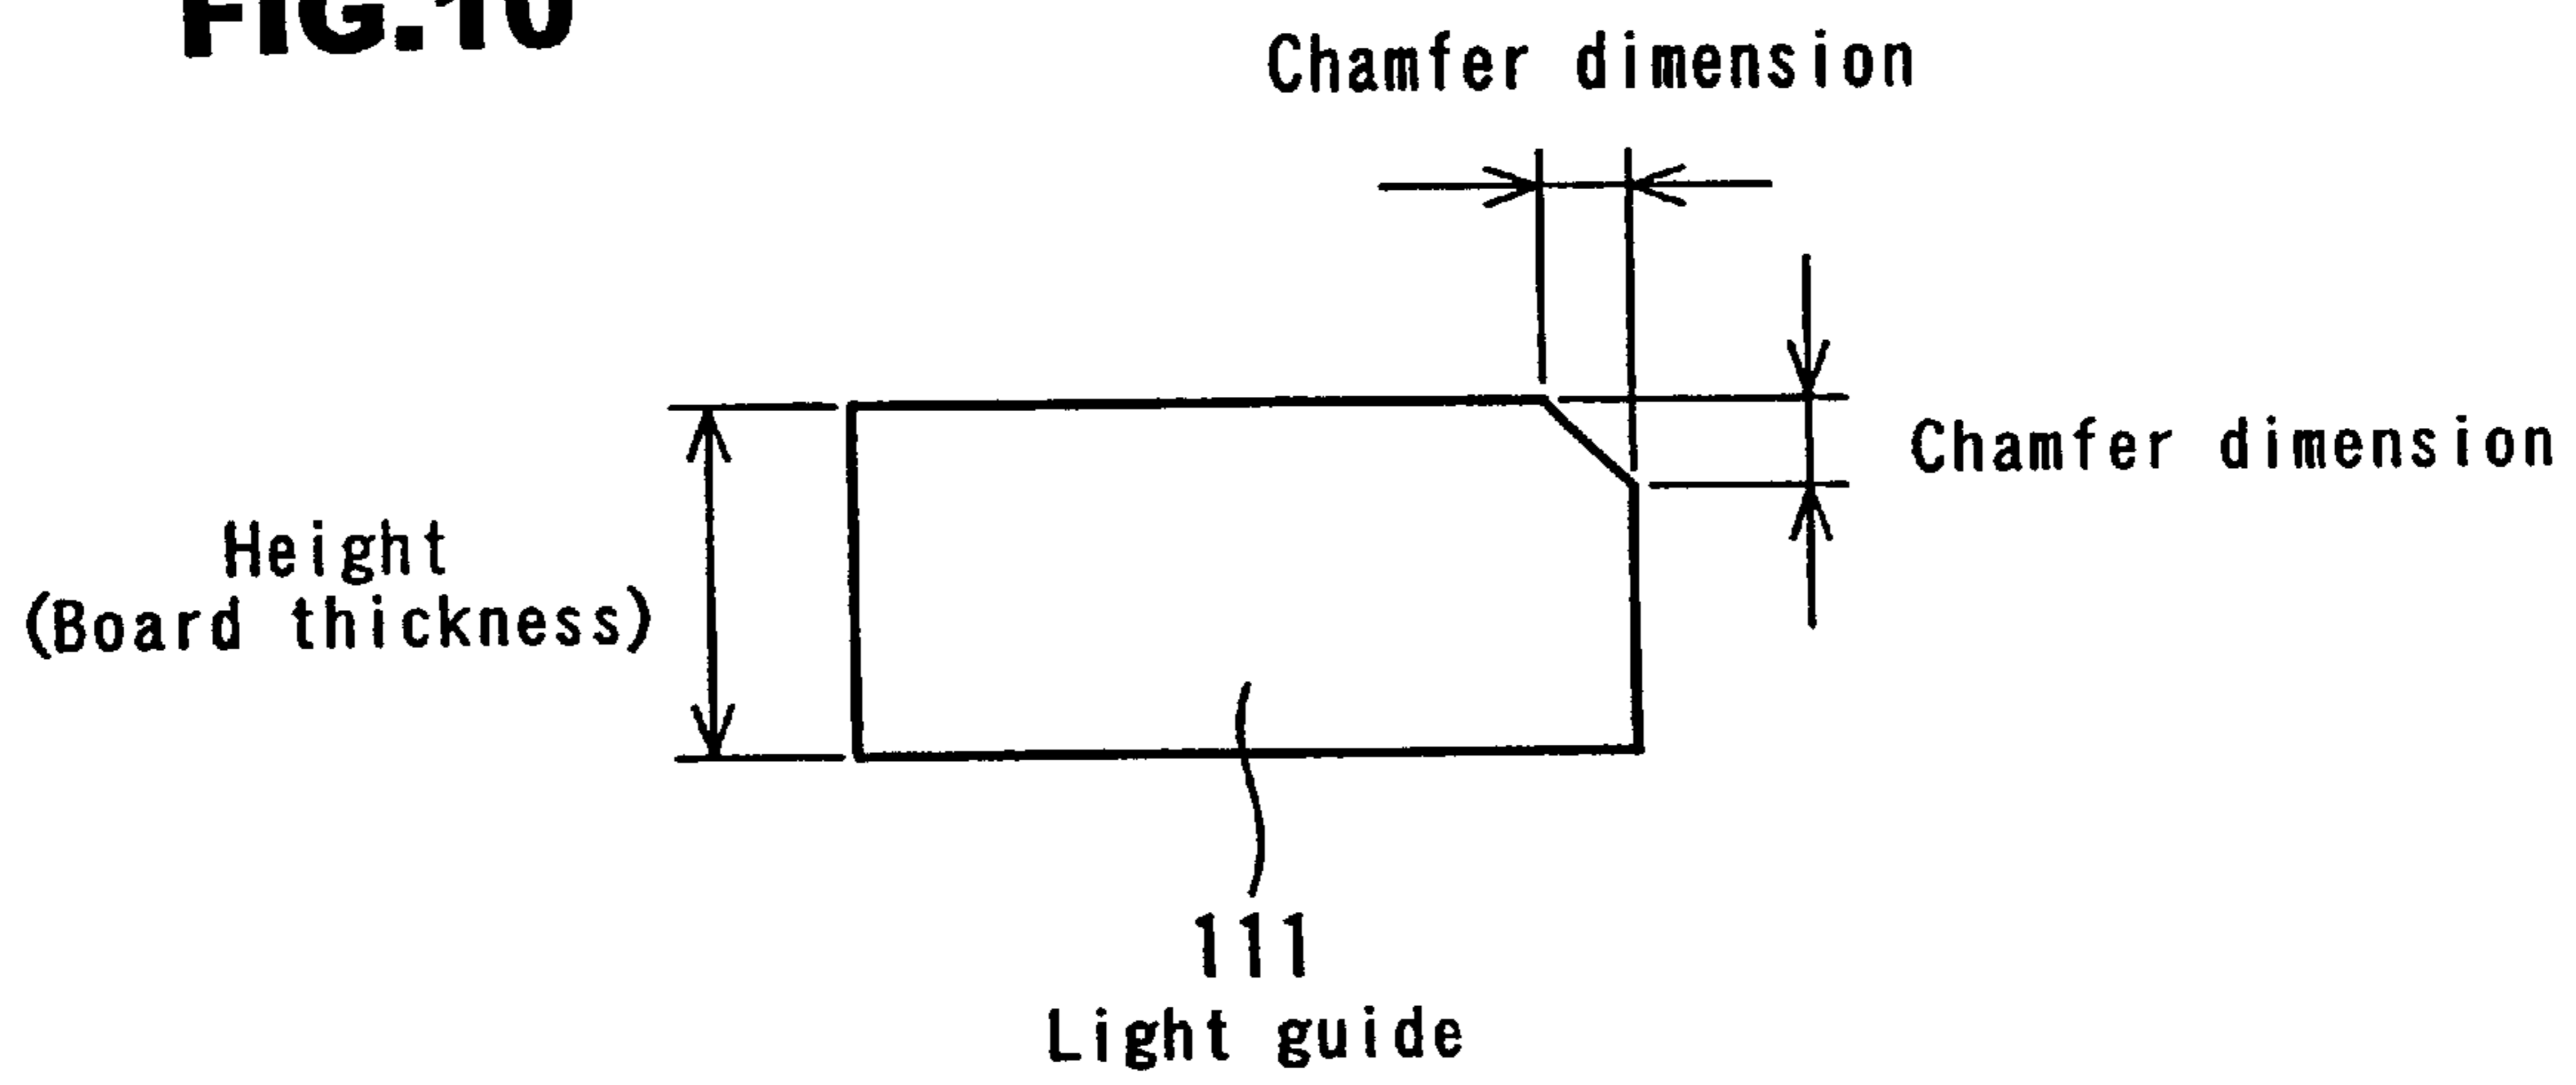 FIG.10
Chamfer dimension
Chamfer dimension
Height
(Board thickness)
111
Light guide